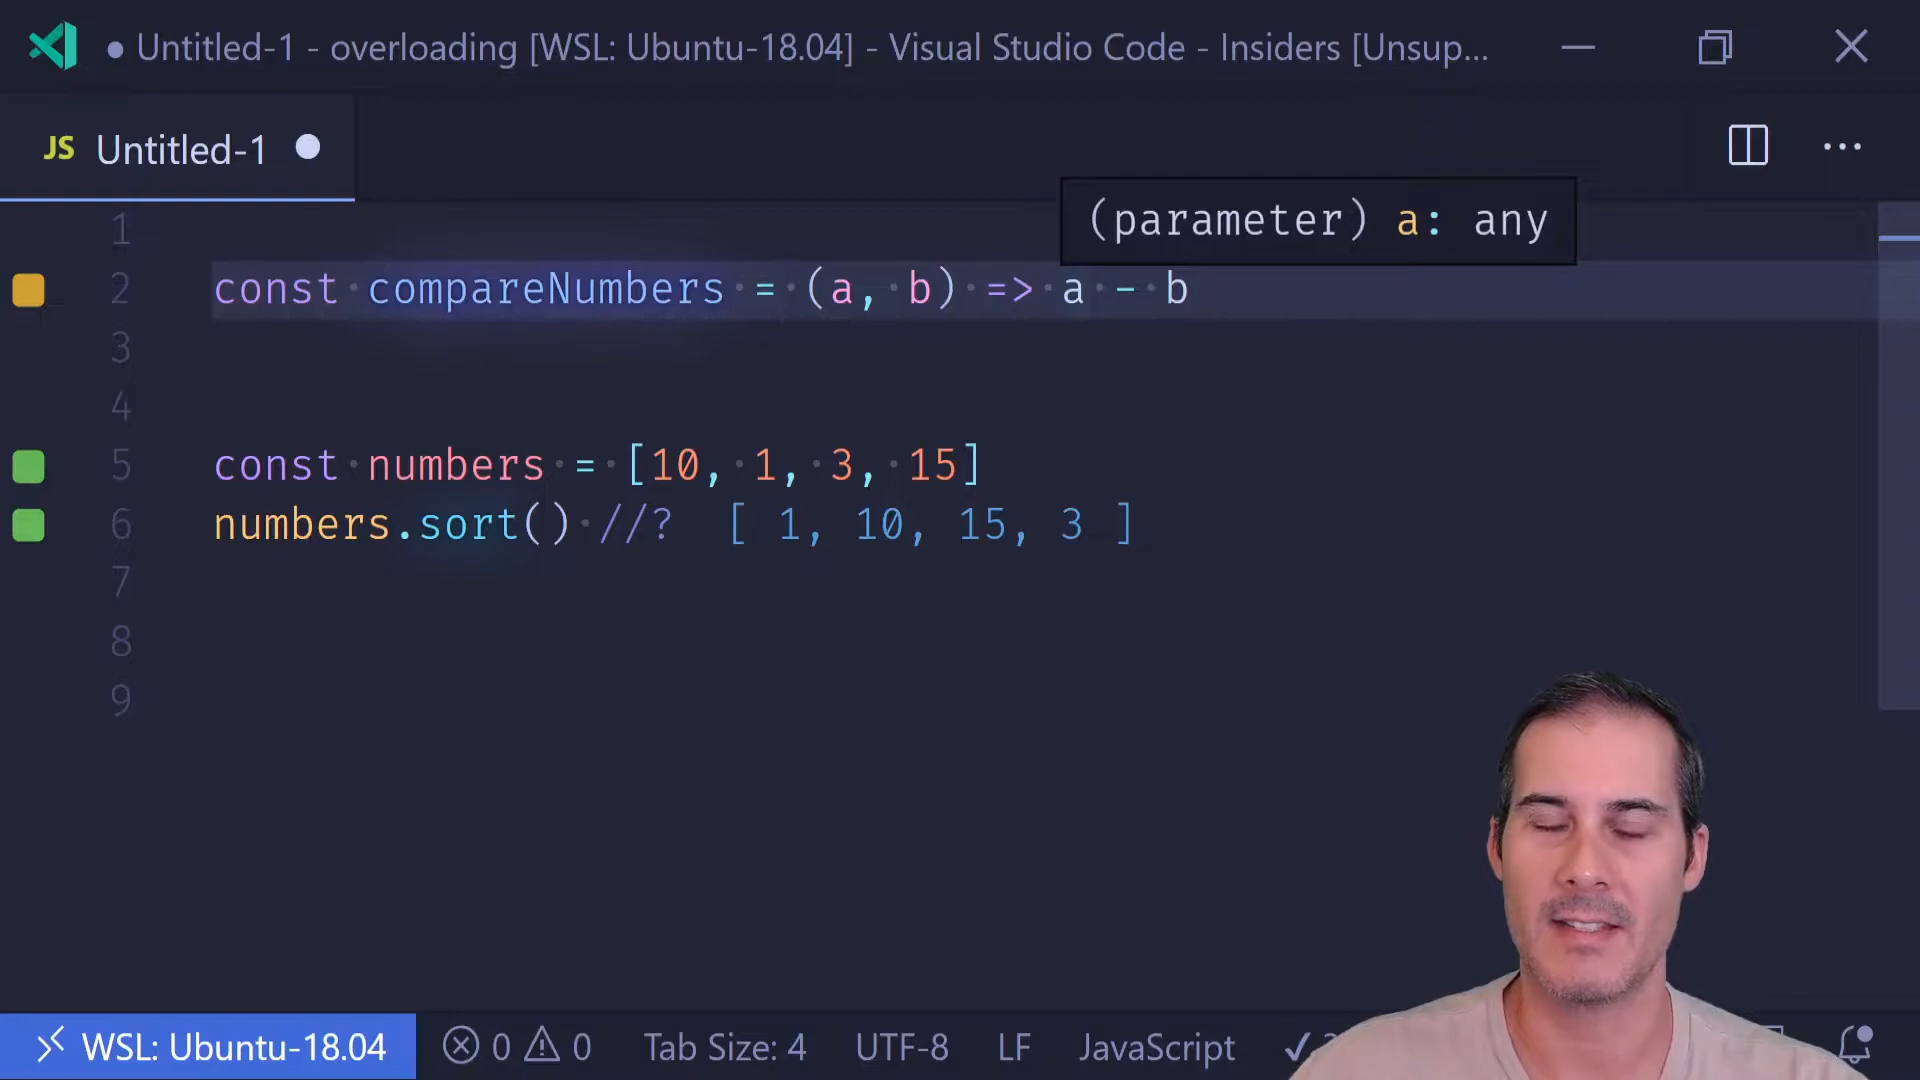 Untitled-1 - overloading [WSL: Ubuntu-18.04] - Visual Studio Code - Insiders [Unsup...
JS Untitled-1
(parameter) a: any
1
2 const compareNumbers = (a, b) => a - b
3
4
5 const numbers = [10, 1, 3, 15]
6 numbers.sort() //? [ 1, 10, 15, 3 ]
7
8
9
WSL: Ubuntu-18.04 0 0 Tab Size: 4 UTF-8 LF JavaScript